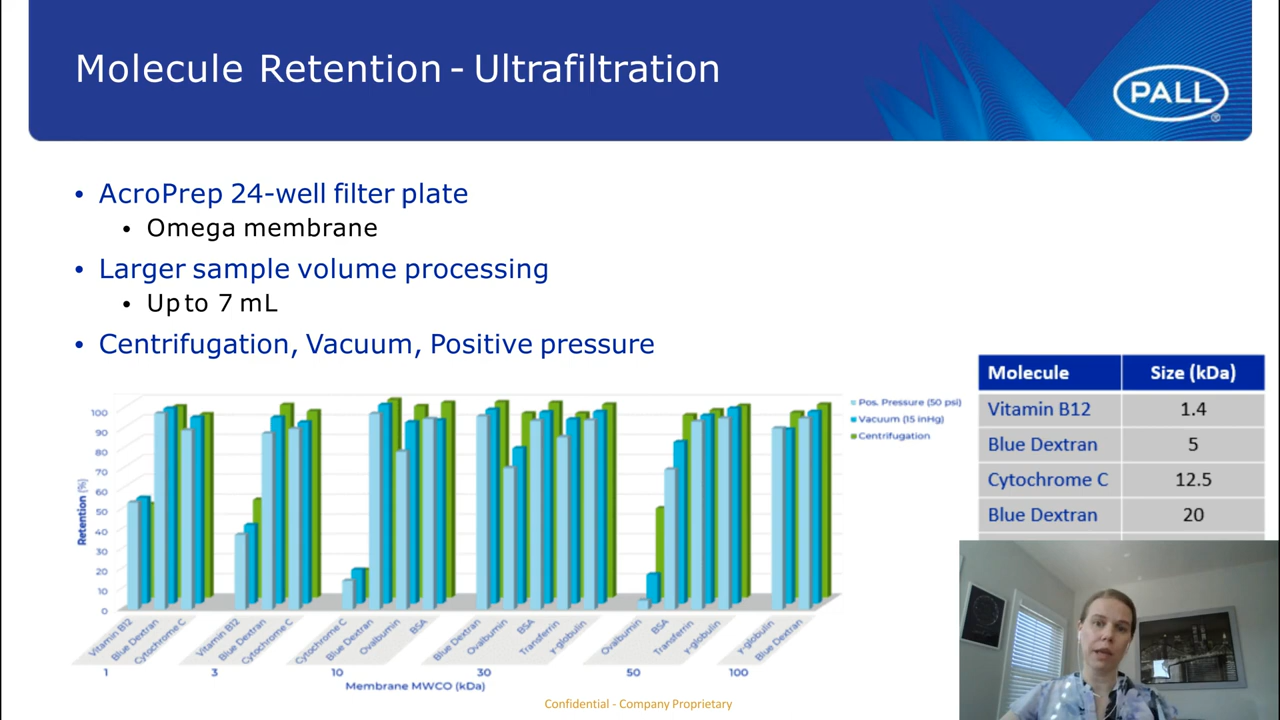 Molecule Retention - Ultrafiltration
PALL
®
• AcroPrep 24-well filter plate
• Omega membrane
• Larger sample volume processing
• Up to 7 mL
• Centrifugation, Vacuum, Positive pressure
Molecule Size (kDa)
Vitamin B12 1.4
Blue Dextran 5
Cytochrome C 12.5
Blue Dextran 20
Pos. Pressure (50 psi)
Vacuum (15 inHg)
Centrifugation
Retention (%)
100
90
80
70
60
50
40
30
20
10
0
Vitamin B12 Blue Dextran Cytochrome C Vitamin B12 Blue Dextran Cytochrome C Cytochrome C Blue Dextran Ovalbumin BSA Blue Dextran Ovalbumin BSA Transferrin γ-globulin Ovalbumin BSA Transferrin γ-globulin γ-globulin Blue Dextran
1 3 10 30 50 100
Membrane MWCO (kDa)
Confidential - Company Proprietary